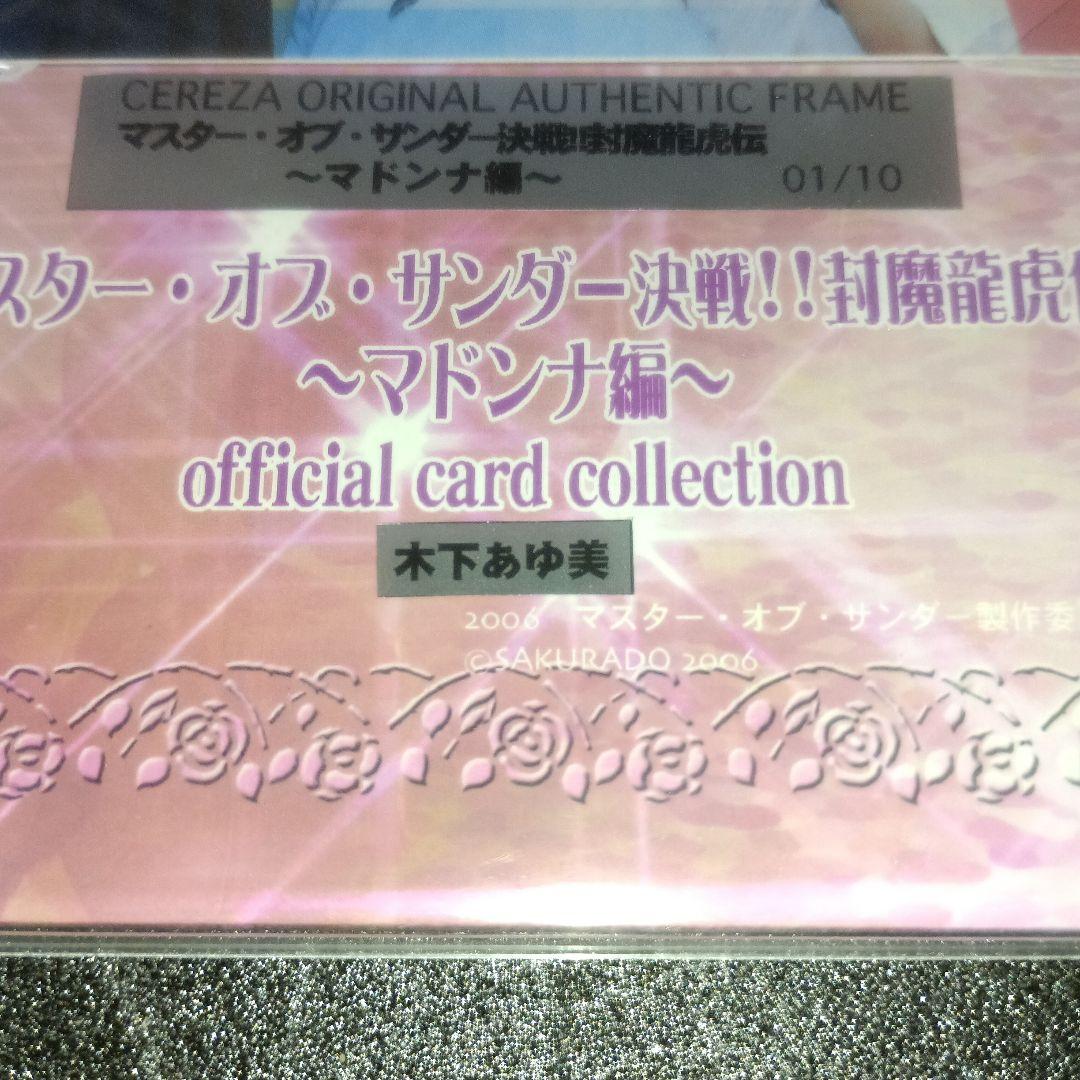 CEREZA ORIGINAL AUTHENTIC FRAME
マスター・オブ・サンダー決戦!!封魔龍虎伝
～マドンナ編～ 01/10
スター・オブ・サンダー決戦!!封魔龍虎伝
～マドンナ編～
official card collection
木下あゆ美
2006 マスター・オブ・サンダー製作委
©SAKURADO 2006